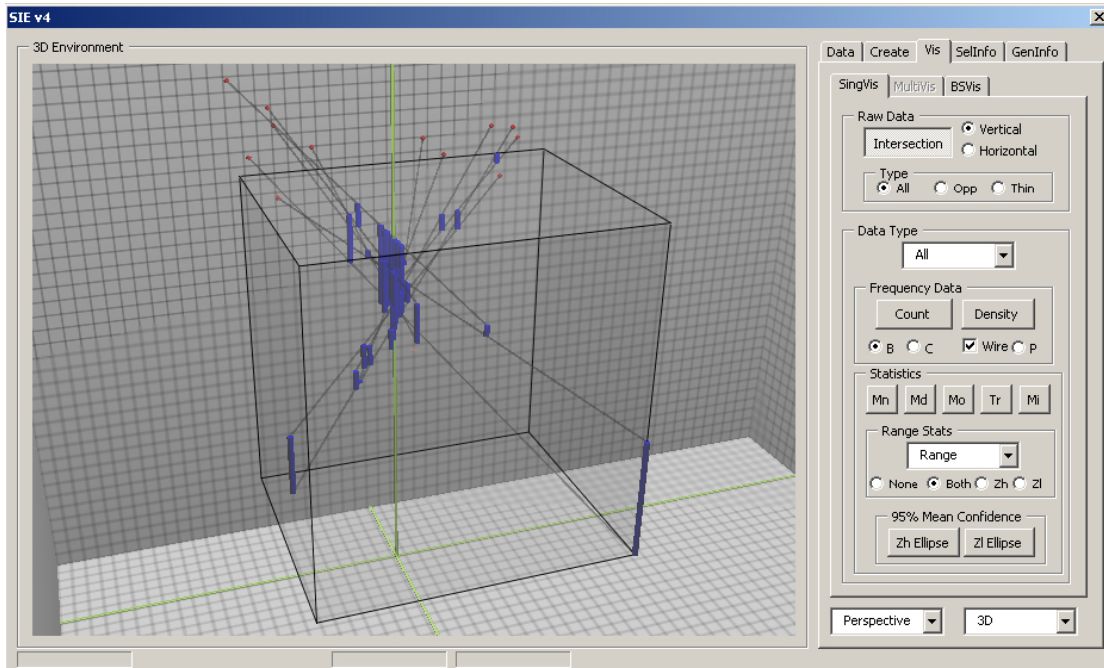 SIE v4
3D Environment
Data Create Vis SelInfo GenInfo
SingVis MultiVis BSVis
Raw Data
Intersection
Vertical
Horizontal
Type
All Opp Thin
Data Type
All
Frequency Data
Count Density
B C Wire P
Statistics
Mn Md Mo Tr Mi
Range Stats
Range
None Both Zh Zl
95% Mean Confidence
Zh Ellipse Zl Ellipse
Perspective 3D